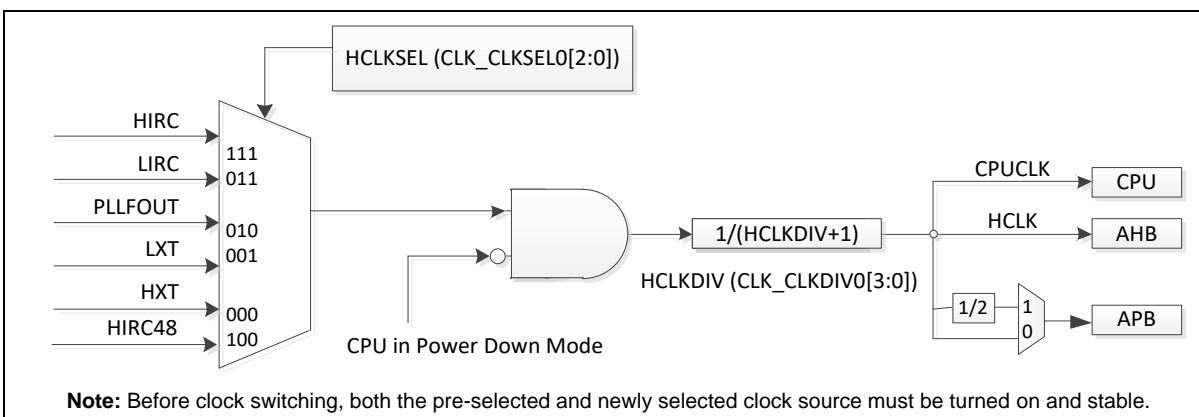 HCLKSEL (CLK_CLKSEL0[2:0])
HIRC
111
LIRC
011
PLLFOUT
010
LXT
001
HXT
000
HIRC48
100
CPU in Power Down Mode
1/(HCLKDIV+1)
HCLKDIV (CLK_CLKDIV0[3:0])
CPUCLK
CPU
HCLK
AHB
1/2
1
0
APB
Note: Before clock switching, both the pre-selected and newly selected clock source must be turned on and stable.